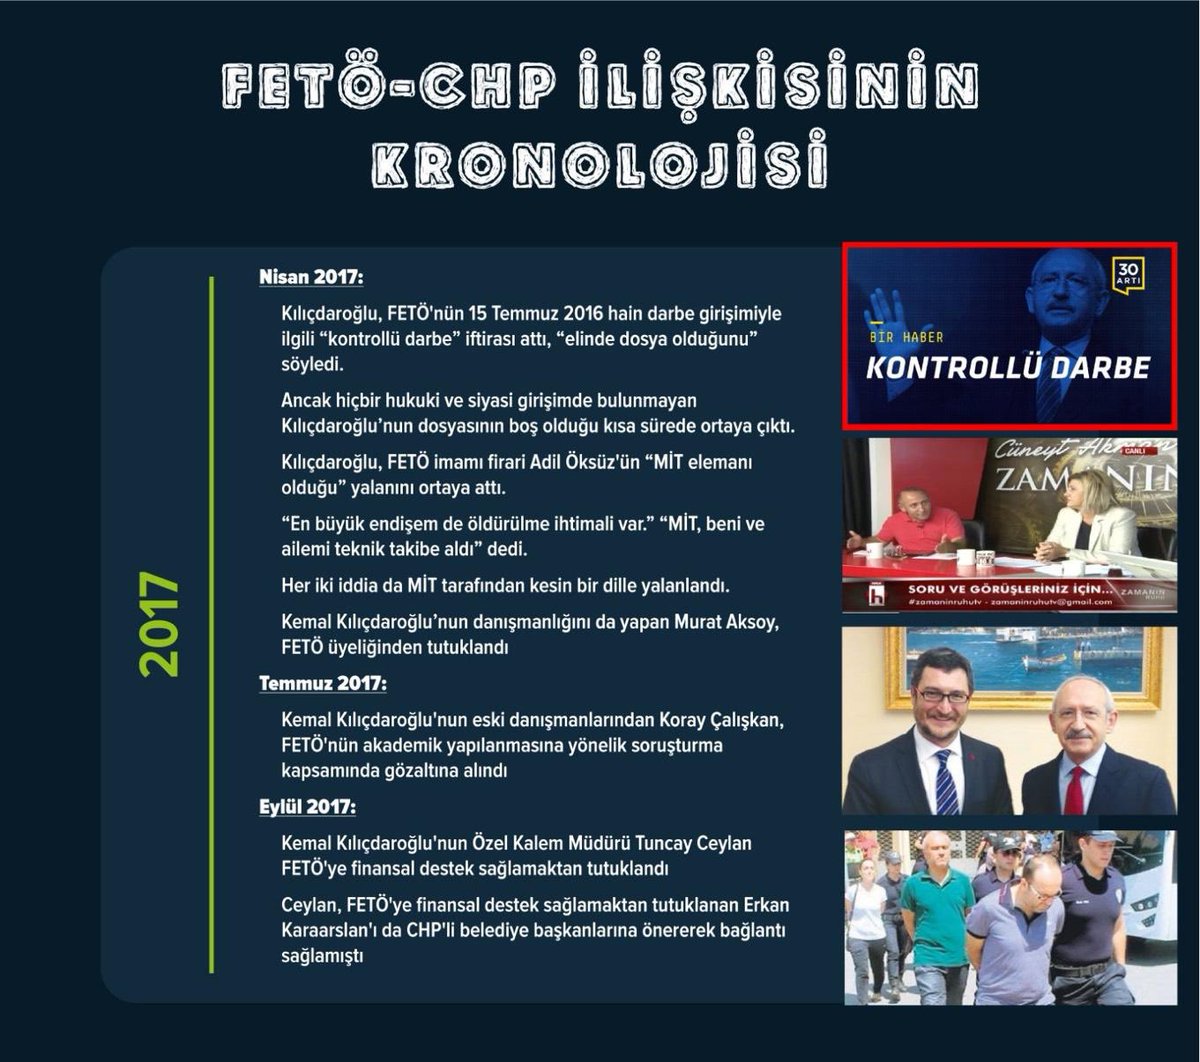 FETÖ-CHP İLİŞKİSİNİN
KRONOLOJİSİ
2017
Nisan 2017:
Kılıçdaroğlu, FETÖ'nün 15 Temmuz 2016 hain darbe girişimiyle
ilgili “kontrollü darbe” iftirası attı, “elinde dosya olduğunu”
söyledi.
Ancak hiçbir hukuki ve siyasi girişimde bulunmayan
Kılıçdaroğlu’nun dosyasının boş olduğu kısa sürede ortaya çıktı.
Kılıçdaroğlu, FETÖ imamı firari Adil Öksüz'ün “MİT elemanı
olduğu” yalanını ortaya attı.
“En büyük endişem de öldürülme ihtimali var.” “MİT, beni ve
ailemi teknik takibe aldı” dedi.
Her iki iddia da MİT tarafından kesin bir dille yalanlandı.
Kemal Kılıçdaroğlu’nun danışmanlığını da yapan Murat Aksoy,
FETÖ üyeliğinden tutuklandı
Temmuz 2017:
Kemal Kılıçdaroğlu'nun eski danışmanlarından Koray Çalışkan,
FETÖ'nün akademik yapılanmasına yönelik soruşturma
kapsamında gözaltına alındı
Eylül 2017:
Kemal Kılıçdaroğlu'nun Özel Kalem Müdürü Tuncay Ceylan
FETÖ'ye finansal destek sağlamaktan tutuklandı
Ceylan, FETÖ'ye finansal destek sağlamaktan tutuklanan Erkan
Karaarslan'ı da CHP'li belediye başkanlarına önererek bağlantı
sağlamıştı
30
ARTI
BİR HABER
KONTROLLÜ DARBE
Cüneyt
CANLI
ZAMANIN
h
SORU VE GÖRÜŞLERİNİZ İÇİN...
ZAMANIN
RUHU
#zamaninruhutv - zamaninruhutv@gmail.com